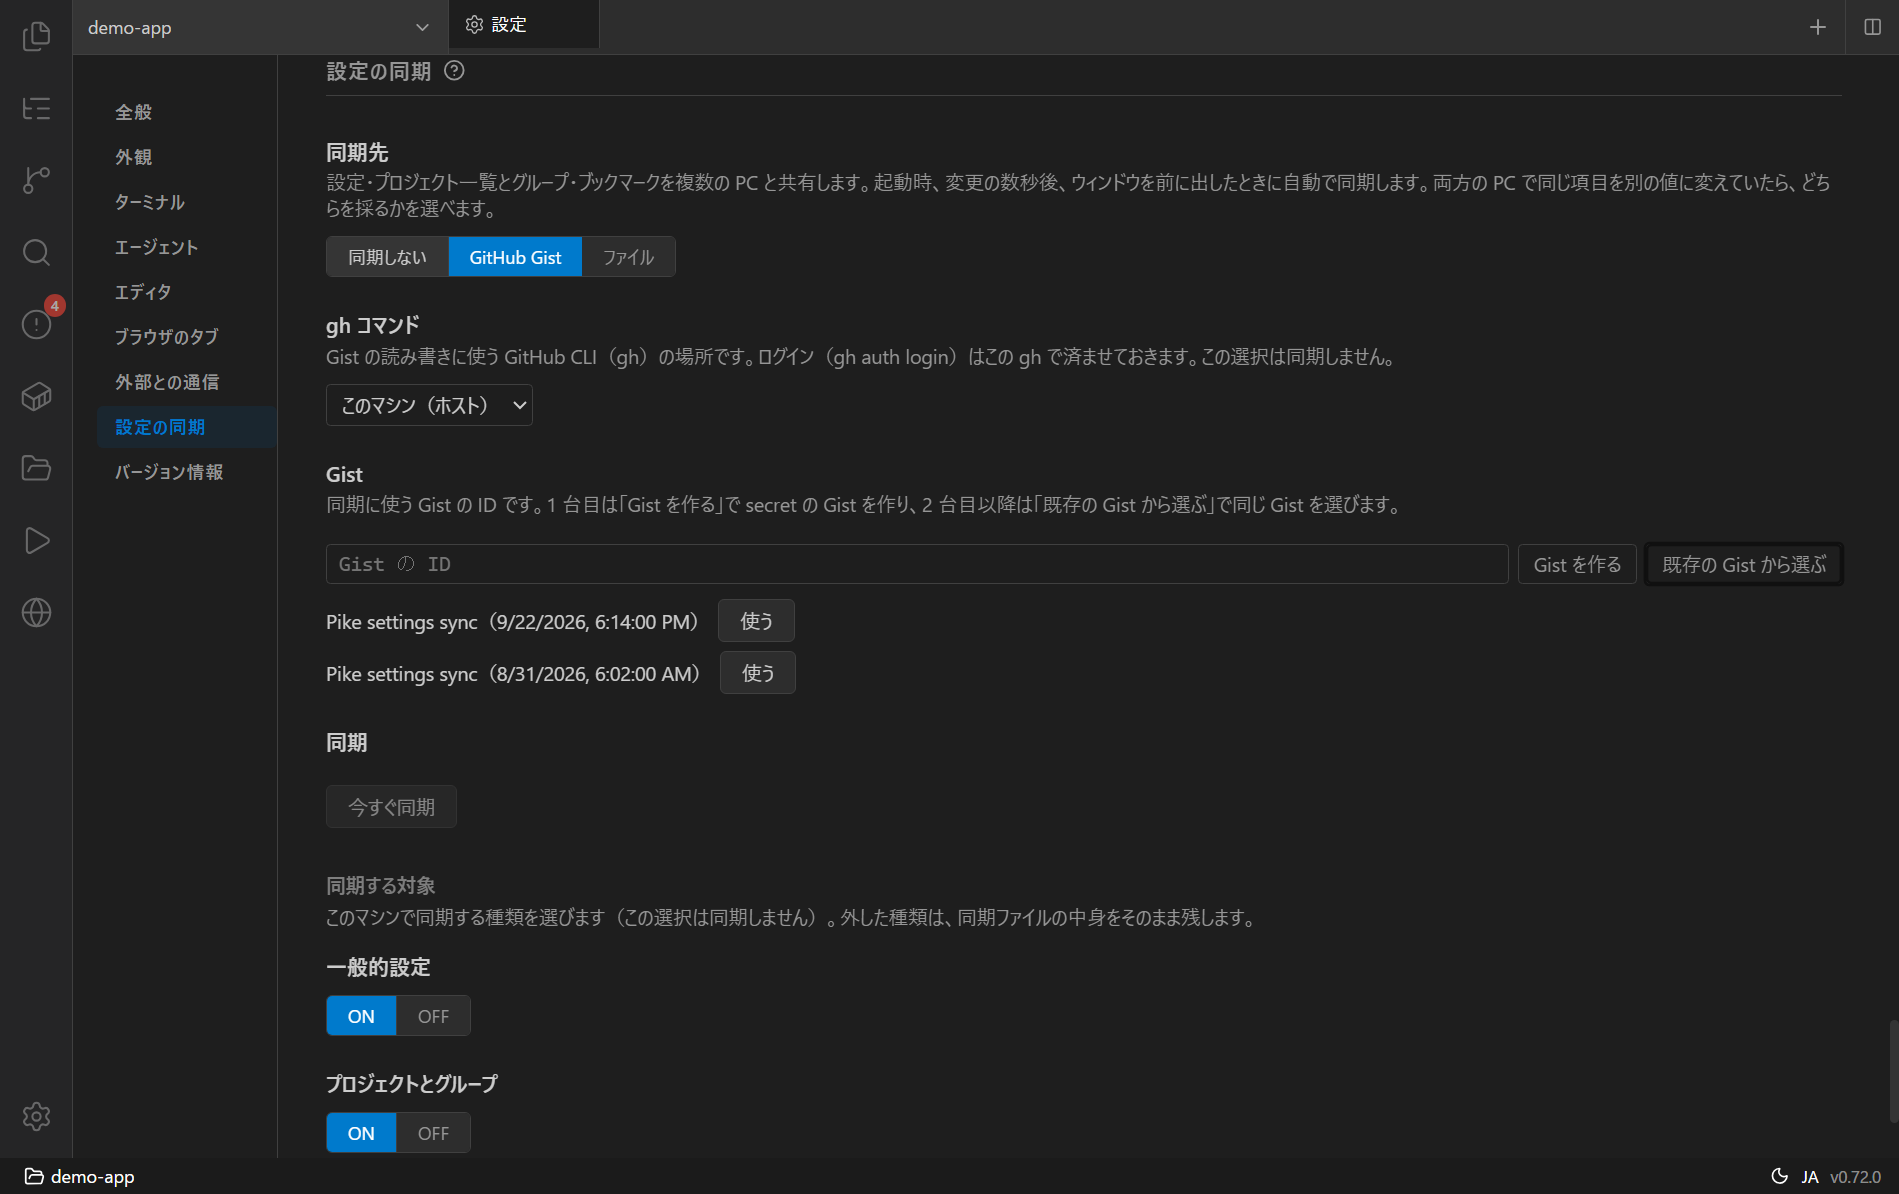 demo-app
設定
4
全般
外観
ターミナル
エージェント
エディタ
ブラウザのタブ
外部との通信
設定の同期
バージョン情報
設定の同期
同期先
設定・プロジェクト一覧とグループ・ブックマークを複数の PC と共有します。起動時、変更の数秒後、ウィンドウを前に出したときに自動で同期します。両方の PC で同じ項目を別の値に変えていたら、どち
らを採るかを選べます。
同期しない GitHub Gist ファイル
gh コマンド
Gist の読み書きに使う GitHub CLI（gh）の場所です。ログイン（gh auth login）はこの gh で済ませておきます。この選択は同期しません。
このマシン（ホスト）
Gist
同期に使う Gist の ID です。1 台目は「Gist を作る」で secret の Gist を作り、2 台目以降は「既存の Gist から選ぶ」で同じ Gist を選びます。
Gist の ID Gist を作る 既存の Gist から選ぶ
Pike settings sync（9/22/2026, 6:14:00 PM） 使う
Pike settings sync（8/31/2026, 6:02:00 AM） 使う
同期
今すぐ同期
同期する対象
このマシンで同期する種類を選びます（この選択は同期しません）。外した種類は、同期ファイルの中身をそのまま残します。
一般的設定
ON OFF
プロジェクトとグループ
ON OFF
demo-app
JA v0.72.0